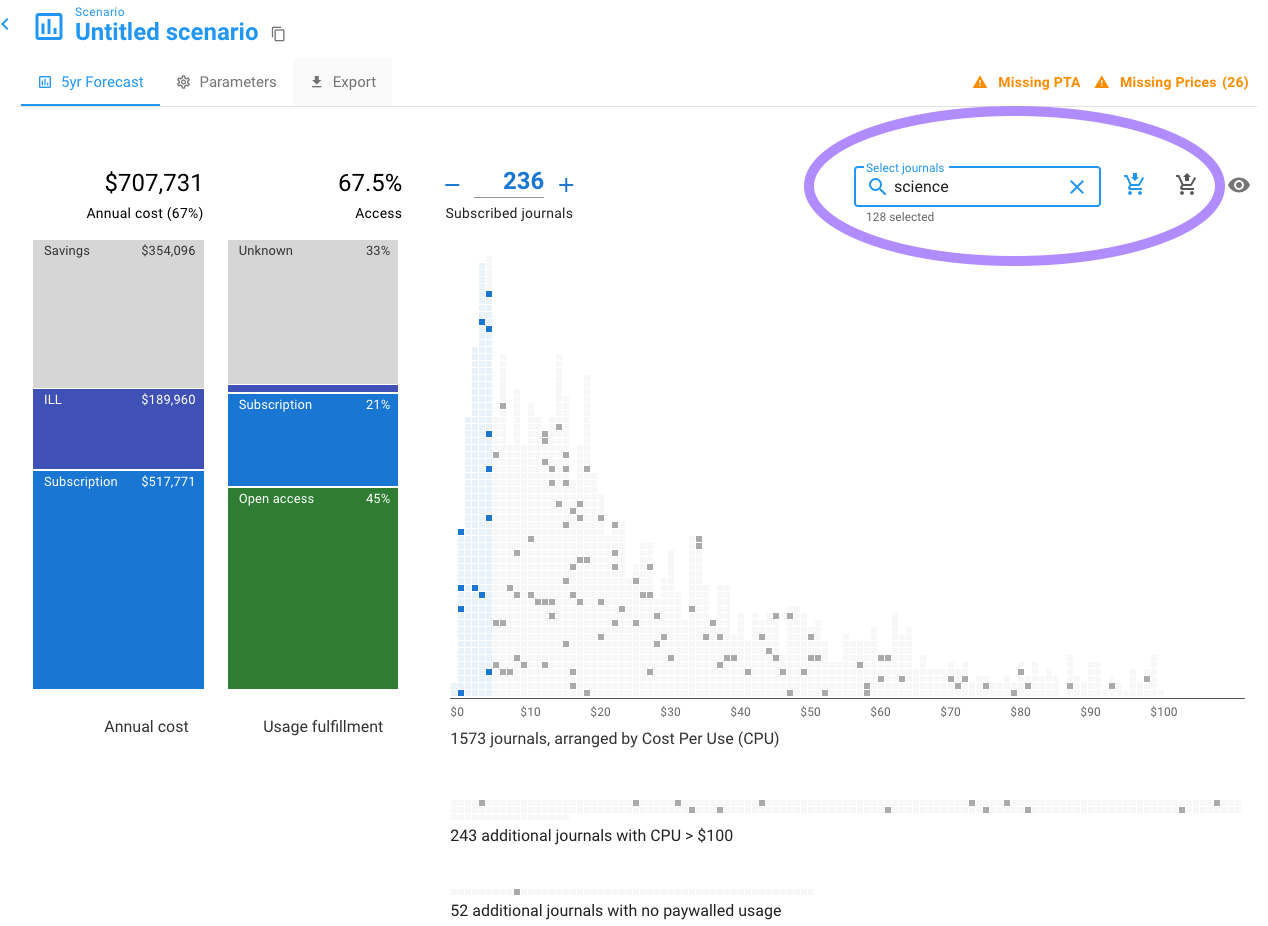 Scenario
Untitled scenario
5yr Forecast
Parameters
Export
Missing PTA
Missing Prices (26)
$707,731
Annual cost (67%)
67.5%
Access
− 236 +
Subscribed journals
Select journals
science
128 selected
Savings $354,096
ILL $189,960
Subscription $517,771
Annual cost
Unknown 33%
Subscription 21%
Open access 45%
Usage fulfillment
$0 $10 $20 $30 $40 $50 $60 $70 $80 $90 $100
1573 journals, arranged by Cost Per Use (CPU)
243 additional journals with CPU > $100
52 additional journals with no paywalled usage